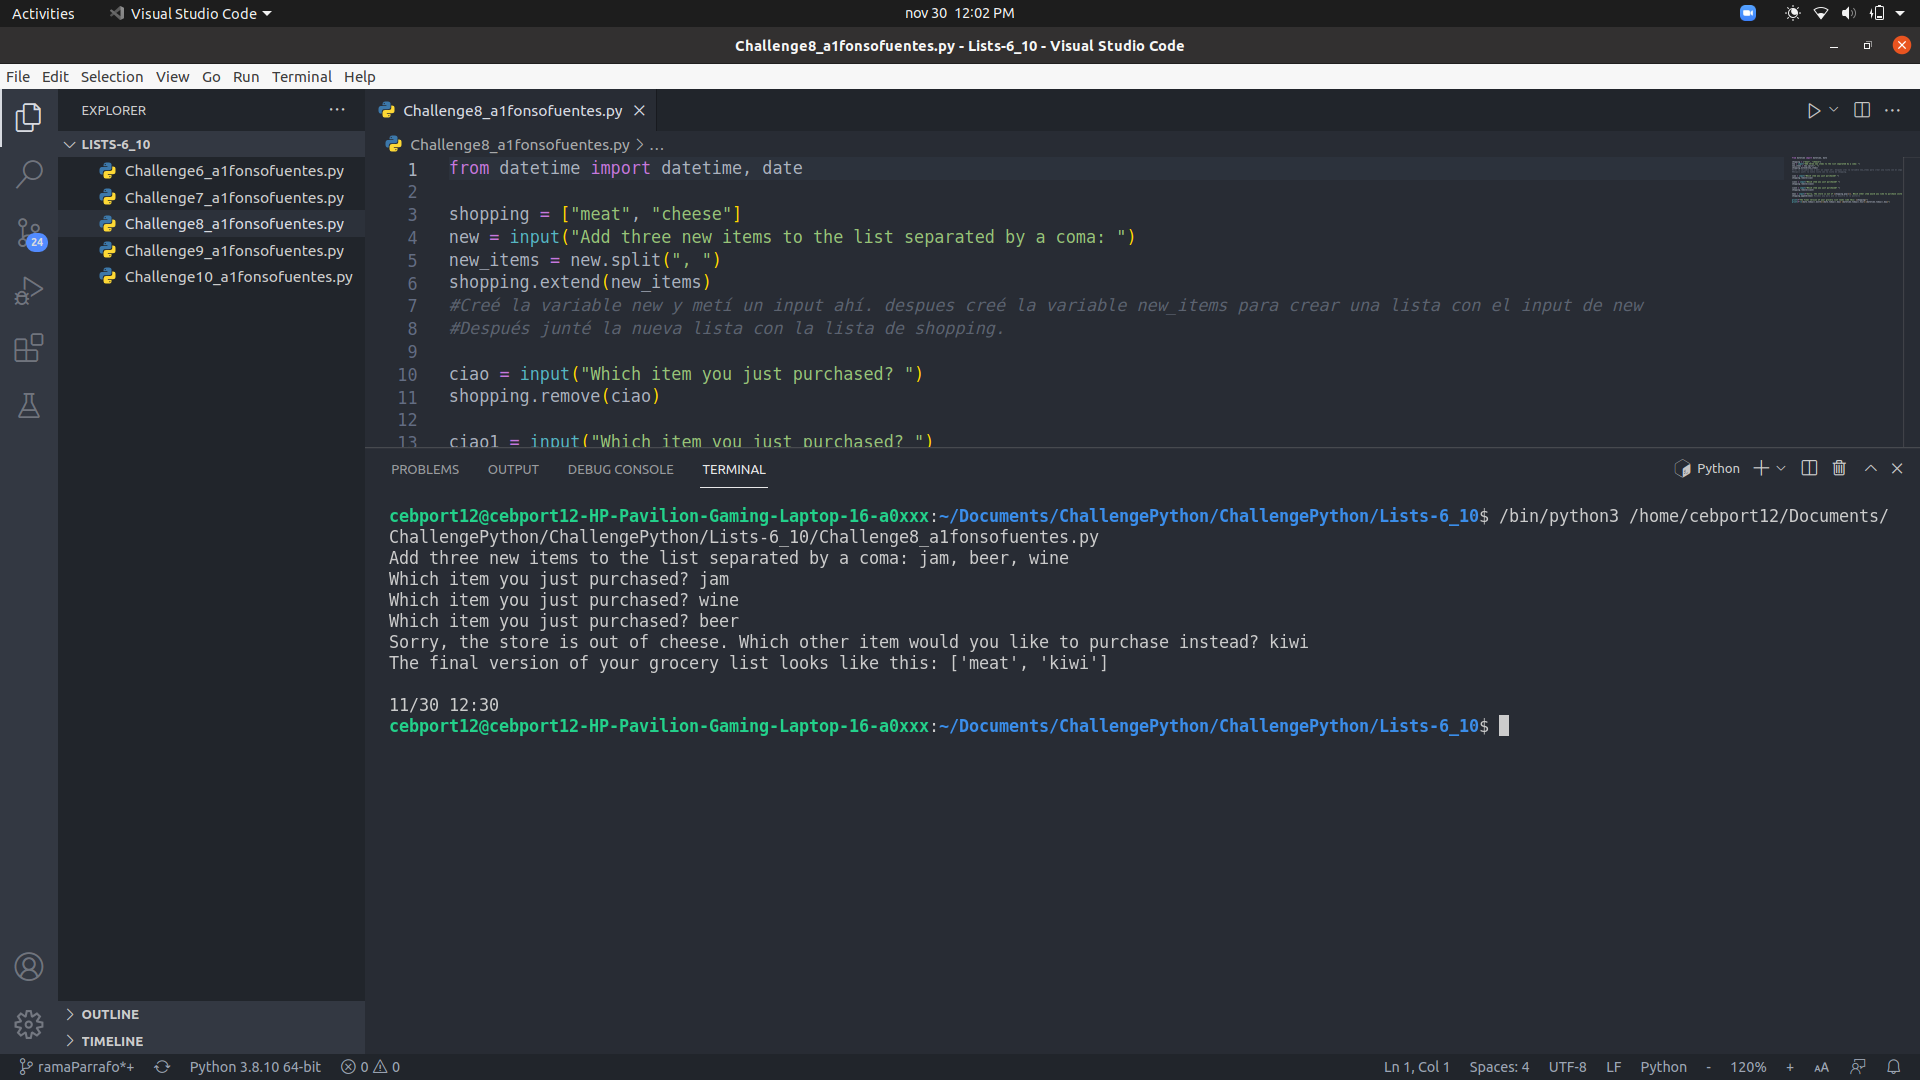 Activities
Visual Studio Code
nov 30 12:02 PM
Challenge8_a1fonsofuentes.py - Lists-6_10 - Visual Studio Code
File Edit Selection View Go Run Terminal Help
EXPLORER
LISTS-6_10
Challenge6_a1fonsofuentes.py
Challenge7_a1fonsofuentes.py
Challenge8_a1fonsofuentes.py
Challenge9_a1fonsofuentes.py
Challenge10_a1fonsofuentes.py
24
OUTLINE
TIMELINE
Challenge8_a1fonsofuentes.py
Challenge8_a1fonsofuentes.py > ...
1 from datetime import datetime, date
2
3 shopping = ["meat", "cheese"]
4 new = input("Add three new items to the list separated by a coma: ")
5 new_items = new.split(", ")
6 shopping.extend(new_items)
7 #Creé la variable new y metí un input ahí. despues creé la variable new_items para crear una lista con el input de new
8 #Después junté la nueva lista con la lista de shopping.
9
10 ciao = input("Which item you just purchased? ")
11 shopping.remove(ciao)
12
13 ciao1 = input("Which item you just purchased? ")
PROBLEMS OUTPUT DEBUG CONSOLE TERMINAL
Python
cebport12@cebport12-HP-Pavilion-Gaming-Laptop-16-a0xxx:~/Documents/ChallengePython/ChallengePython/Lists-6_10$ /bin/python3 /home/cebport12/Documents/
ChallengePython/ChallengePython/Lists-6_10/Challenge8_a1fonsofuentes.py
Add three new items to the list separated by a coma: jam, beer, wine
Which item you just purchased? jam
Which item you just purchased? wine
Which item you just purchased? beer
Sorry, the store is out of cheese. Which other item would you like to purchase instead? kiwi
The final version of your grocery list looks like this: ['meat', 'kiwi']
11/30 12:30
cebport12@cebport12-HP-Pavilion-Gaming-Laptop-16-a0xxx:~/Documents/ChallengePython/ChallengePython/Lists-6_10$
ramaParrafo*+ Python 3.8.10 64-bit 0 0
Ln 1, Col 1 Spaces: 4 UTF-8 LF Python - 120% + AA